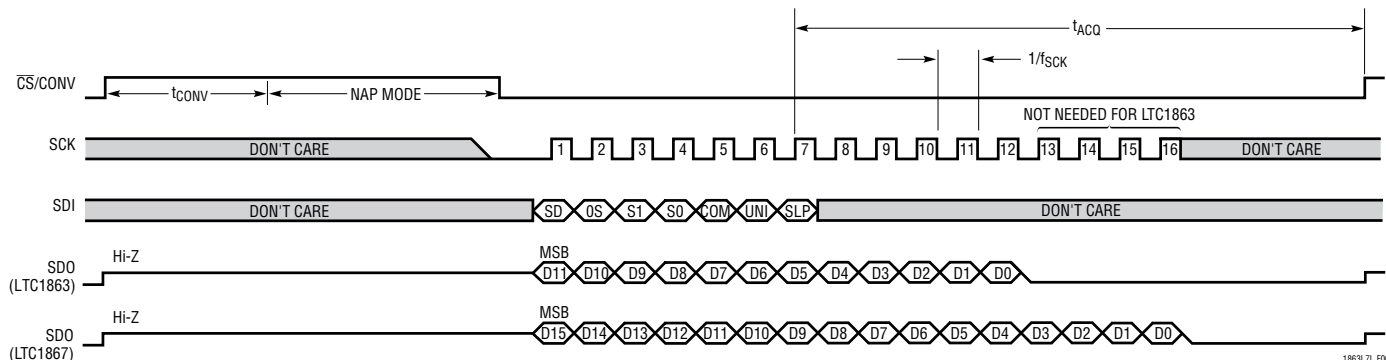 tACQ
1/fSCK
CS/CONV
tCONV
NAP MODE
NOT NEEDED FOR LTC1863
SCK
DON'T CARE
1 2 3 4 5 6 7 8 9 10 11 12 13 14 15 16
DON'T CARE
SDI
DON'T CARE
SD 0S S1 S0 COM UNI SLP
DON'T CARE
SDO
(LTC1863)
Hi-Z
MSB
D11 D10 D9 D8 D7 D6 D5 D4 D3 D2 D1 D0
SDO
(LTC1867)
Hi-Z
MSB
D15 D14 D13 D12 D11 D10 D9 D8 D7 D6 D5 D4 D3 D2 D1 D0